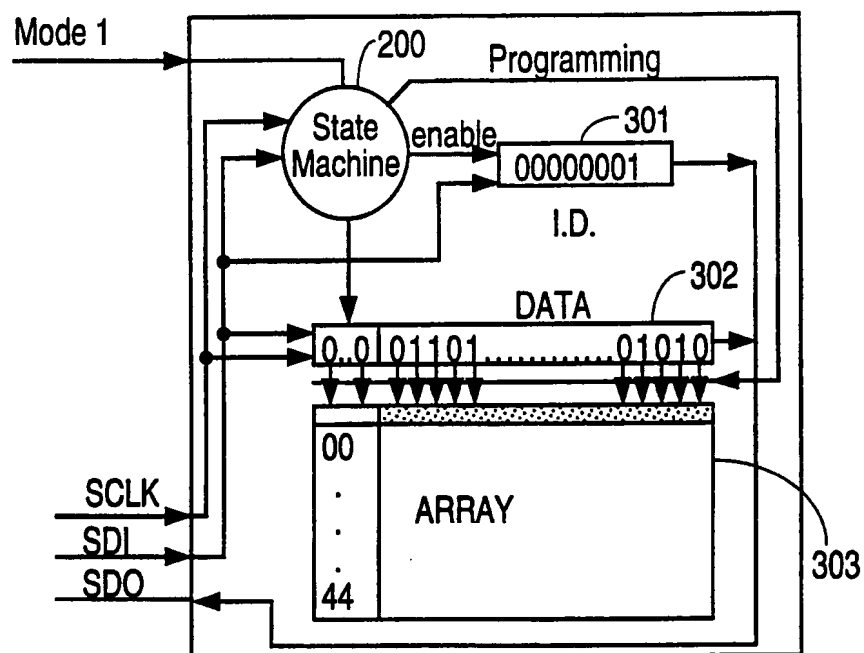 Mode 1
200
Programming
State
Machine
enable
301
00000001
I.D.
302
DATA
0..0 01101.............01010
00
.
.
.
44
ARRAY
SCLK
SDI
SDO
303